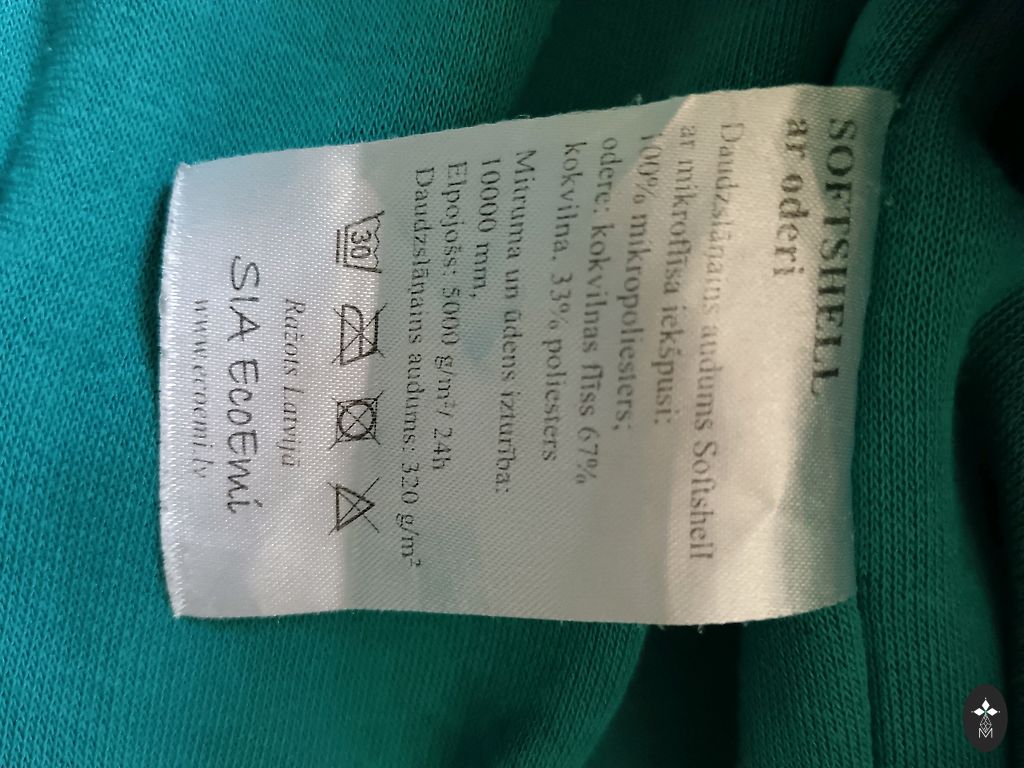 SOFTSHELL
ar oderi
Daudzslāņains audums Softshell
ar mikroflīsa iekšpusi:
100% mikropoliesters;
odere: kokvilnas flīss 67%
kokvilna, 33% poliesters
Mitruma un ūdens izturība:
10000 mm,
Elpojošs: 5000 g/m²/ 24h
Daudzslāņains audums: 320 g/m²
30
Ražots Latvijā
SIA EcoEmi
www.ecoemi.lv
M